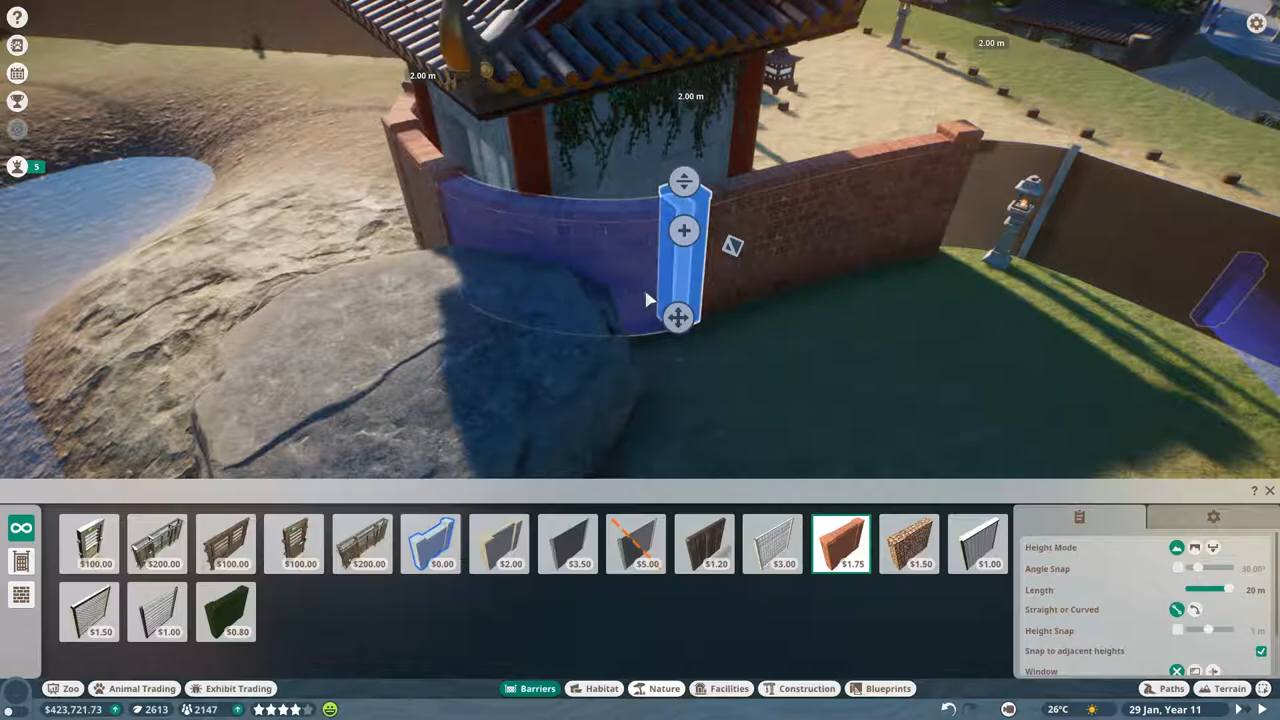 ?
5
2.00 m
2.00 m
2.00 m
?
$100.00
$200.00
$100.00
$100.00
$200.00
$0.00
$2.00
$3.50
$5.00
$1.20
$3.00
$1.75
$1.50
$1.00
$1.50
$1.00
$0.80
Height Mode
Angle Snap 30.00°
Length 20 m
Straight or Curved
Height Snap 1 m
Snap to adjacent heights
Window
Zoo Animal Trading Exhibit Trading Barriers Habitat Nature Facilities Construction Blueprints Paths Terrain
$423,721.73 2613 2147 26°C 29 Jan, Year 11